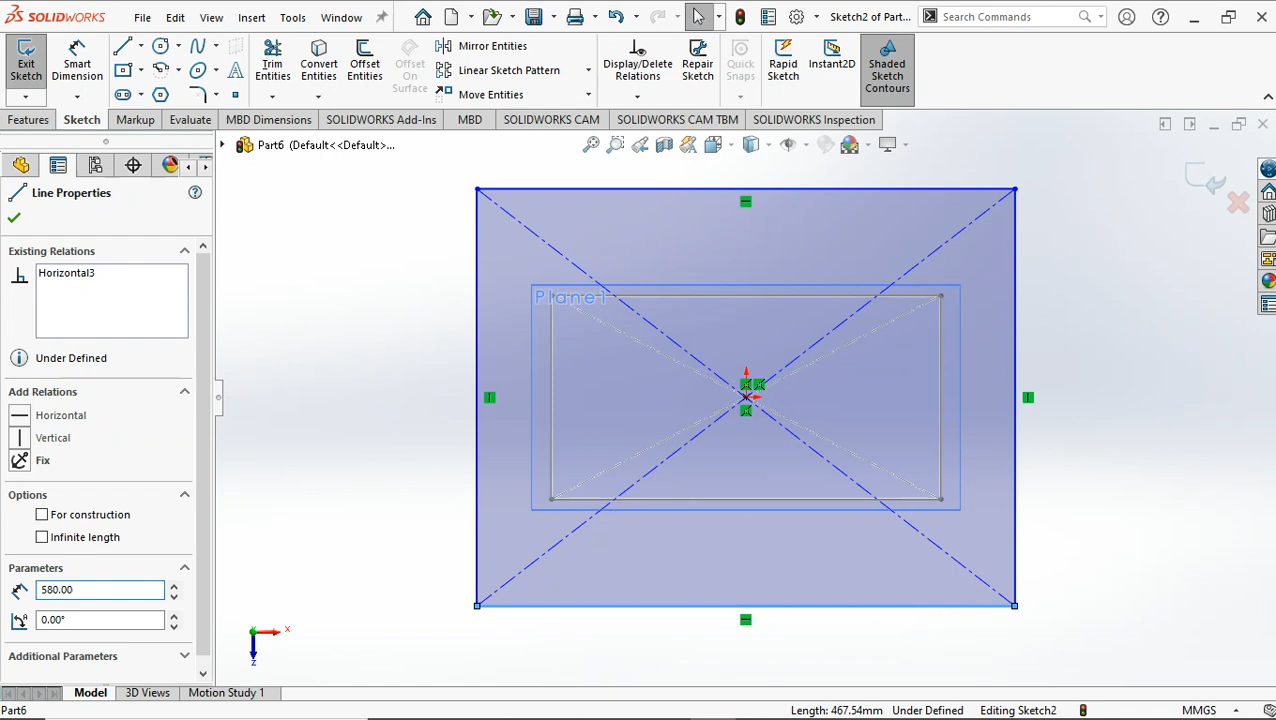 SOLIDWORKS File Edit View Insert Tools Window Sketch2 of Part... Search Commands
Exit Sketch
Smart Dimension
Trim Entities
Convert Entities
Offset Entities
Offset On Surface
Mirror Entities
Linear Sketch Pattern
Move Entities
Display/Delete Relations
Repair Sketch
Quick Snaps
Rapid Sketch
Instant2D
Shaded Sketch Contours
Features Sketch Markup Evaluate MBD Dimensions SOLIDWORKS Add-Ins MBD SOLIDWORKS CAM SOLIDWORKS CAM TBM SOLIDWORKS Inspection
Part6 (Default<<Default>...
Line Properties
Existing Relations
Horizontal3
Under Defined
Add Relations
Horizontal
Vertical
Fix
Options
For construction
Infinite length
Parameters
580.00
0.00°
Additional Parameters
Plane1
Y
X
Z
Model 3D Views Motion Study 1
Part6 Length: 467.54mm Under Defined Editing Sketch2 MMGS